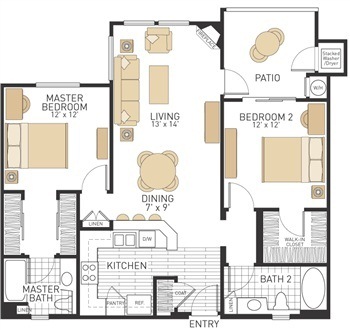 FIREPLACE
Stacked
Washer
/Dryer
PATIO
W/H
MASTER
BEDROOM
12' x 12'
LIVING
13' x 14'
BEDROOM 2
12' x 12'
DINING
7' x 9'
LINEN
D/W
WALK-IN
CLOSET
KITCHEN
MASTER
BATH
LINEN
PANTRY
REF.
COAT
BATH 2
LINEN
ENTRY